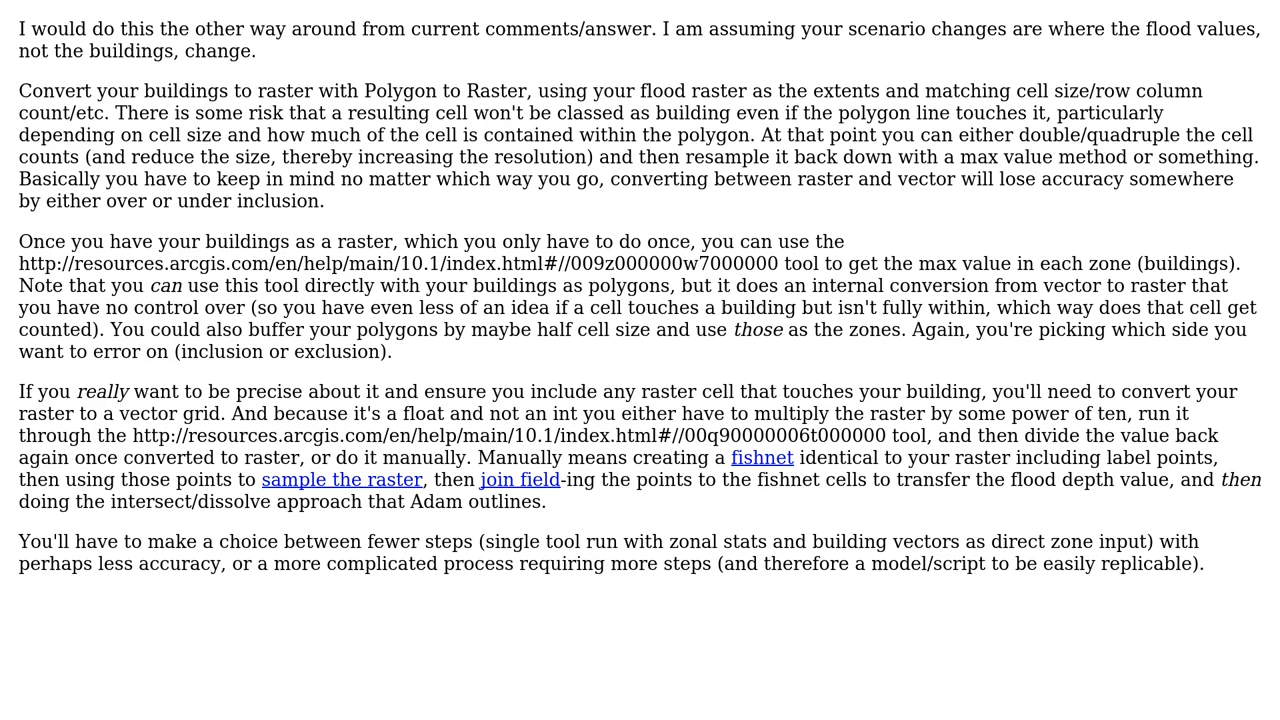 I would do this the other way around from current comments/answer. I am assuming your scenario changes are where the flood values,
not the buildings, change.
Convert your buildings to raster with Polygon to Raster, using your flood raster as the extents and matching cell size/row column
count/etc. There is some risk that a resulting cell won't be classed as building even if the polygon line touches it, particularly
depending on cell size and how much of the cell is contained within the polygon. At that point you can either double/quadruple the cell
counts (and reduce the size, thereby increasing the resolution) and then resample it back down with a max value method or something.
Basically you have to keep in mind no matter which way you go, converting between raster and vector will lose accuracy somewhere
by either over or under inclusion.
Once you have your buildings as a raster, which you only have to do once, you can use the
http://resources.arcgis.com/en/help/main/10.1/index.html#//009z000000w7000000 tool to get the max value in each zone (buildings).
Note that you can use this tool directly with your buildings as polygons, but it does an internal conversion from vector to raster that
you have no control over (so you have even less of an idea if a cell touches a building but isn't fully within, which way does that cell get
counted). You could also buffer your polygons by maybe half cell size and use those as the zones. Again, you're picking which side you
want to error on (inclusion or exclusion).
If you really want to be precise about it and ensure you include any raster cell that touches your building, you'll need to convert your
raster to a vector grid. And because it's a float and not an int you either have to multiply the raster by some power of ten, run it
through the http://resources.arcgis.com/en/help/main/10.1/index.html#//00q90000006t000000 tool, and then divide the value back
again once converted to raster, or do it manually. Manually means creating a fishnet identical to your raster including label points,
then using those points to sample the raster, then join field-ing the points to the fishnet cells to transfer the flood depth value, and then
doing the intersect/dissolve approach that Adam outlines.
You'll have to make a choice between fewer steps (single tool run with zonal stats and building vectors as direct zone input) with
perhaps less accuracy, or a more complicated process requiring more steps (and therefore a model/script to be easily replicable).